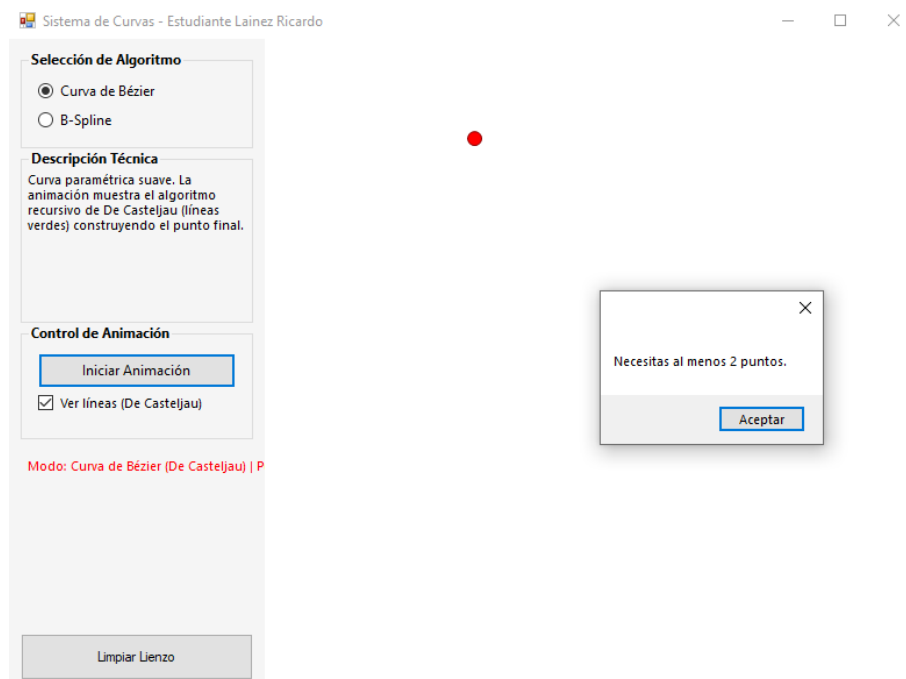 Sistema de Curvas - Estudiante Lainez Ricardo
Selección de Algoritmo
Curva de Bézier
B-Spline
Descripción Técnica
Curva paramétrica suave. La
animación muestra el algoritmo
recursivo de De Casteljau (líneas
verdes) construyendo el punto final.
Control de Animación
Iniciar Animación
Ver líneas (De Casteljau)
Modo: Curva de Bézier (De Casteljau) | P
Limpiar Lienzo
Necesitas al menos 2 puntos.
Aceptar